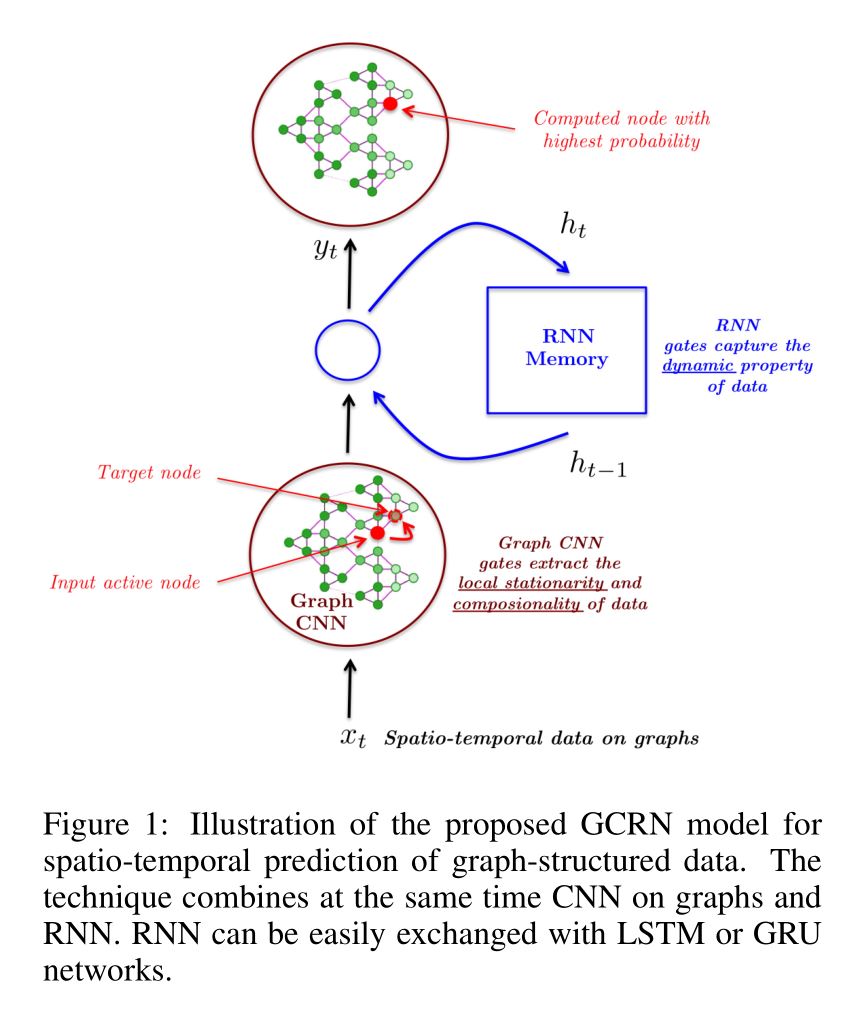 Computed node with
highest probability
y_t
h_t
RNN
Memory
RNN
gates capture the
dynamic property
of data
h_{t−1}
Target node
Input active node
Graph
CNN
Graph CNN
gates extract the
local stationarity and
composionality of data
x_t Spatio-temporal data on graphs
Figure 1: Illustration of the proposed GCRN model for
spatio-temporal prediction of graph-structured data. The
technique combines at the same time CNN on graphs and
RNN. RNN can be easily exchanged with LSTM or GRU
networks.